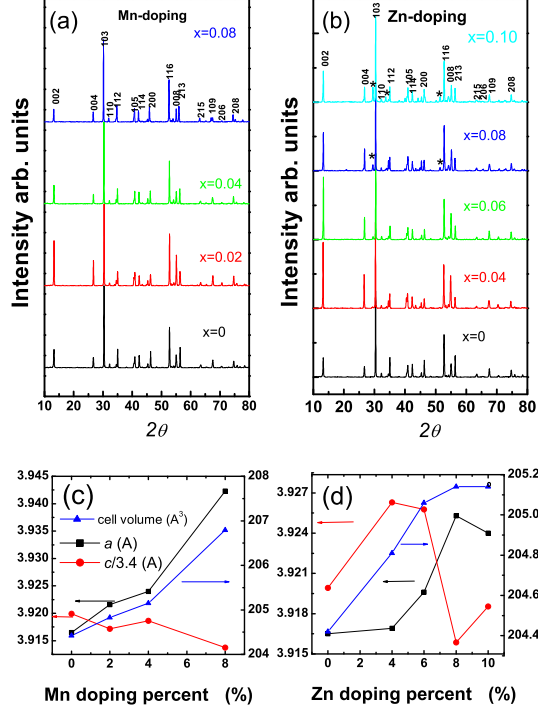 (a) Mn-doping
x=0.08
002 004 103 110 112 105 114 200 116 008 213 215 109 206 208
x=0.04
x=0.02
x=0
Intensity arb. units
10 20 30 40 50 60 70 80
2θ
(b) Zn-doping
x=0.10
002 004 * 103 110 * 112 105 114 200 * 116 008 213 215 206 109 208
x=0.08
* *
x=0.06
x=0.04
x=0
Intensity arb. units
10 20 30 40 50 60 70 80
2θ
(c)
3.945
3.940
3.935
3.930
3.925
3.920
3.915
cell volume (A³)
a (A)
c/3.4 (A)
208
207
206
205
204
0 2 4 6 8
Mn doping percent (%)
(d)
3.927
3.924
3.921
3.918
3.915
205.2
205.0
204.8
204.6
204.4
0 2 4 6 8 10
Zn doping percent (%)